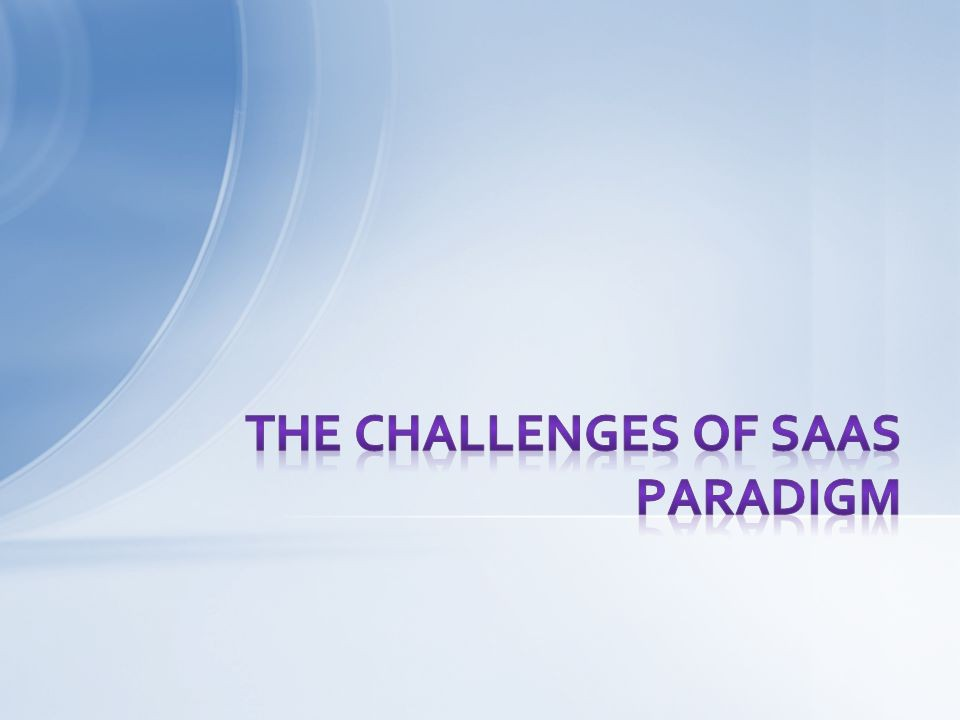 THE CHALLENGES OF SAAS
PARADIGM